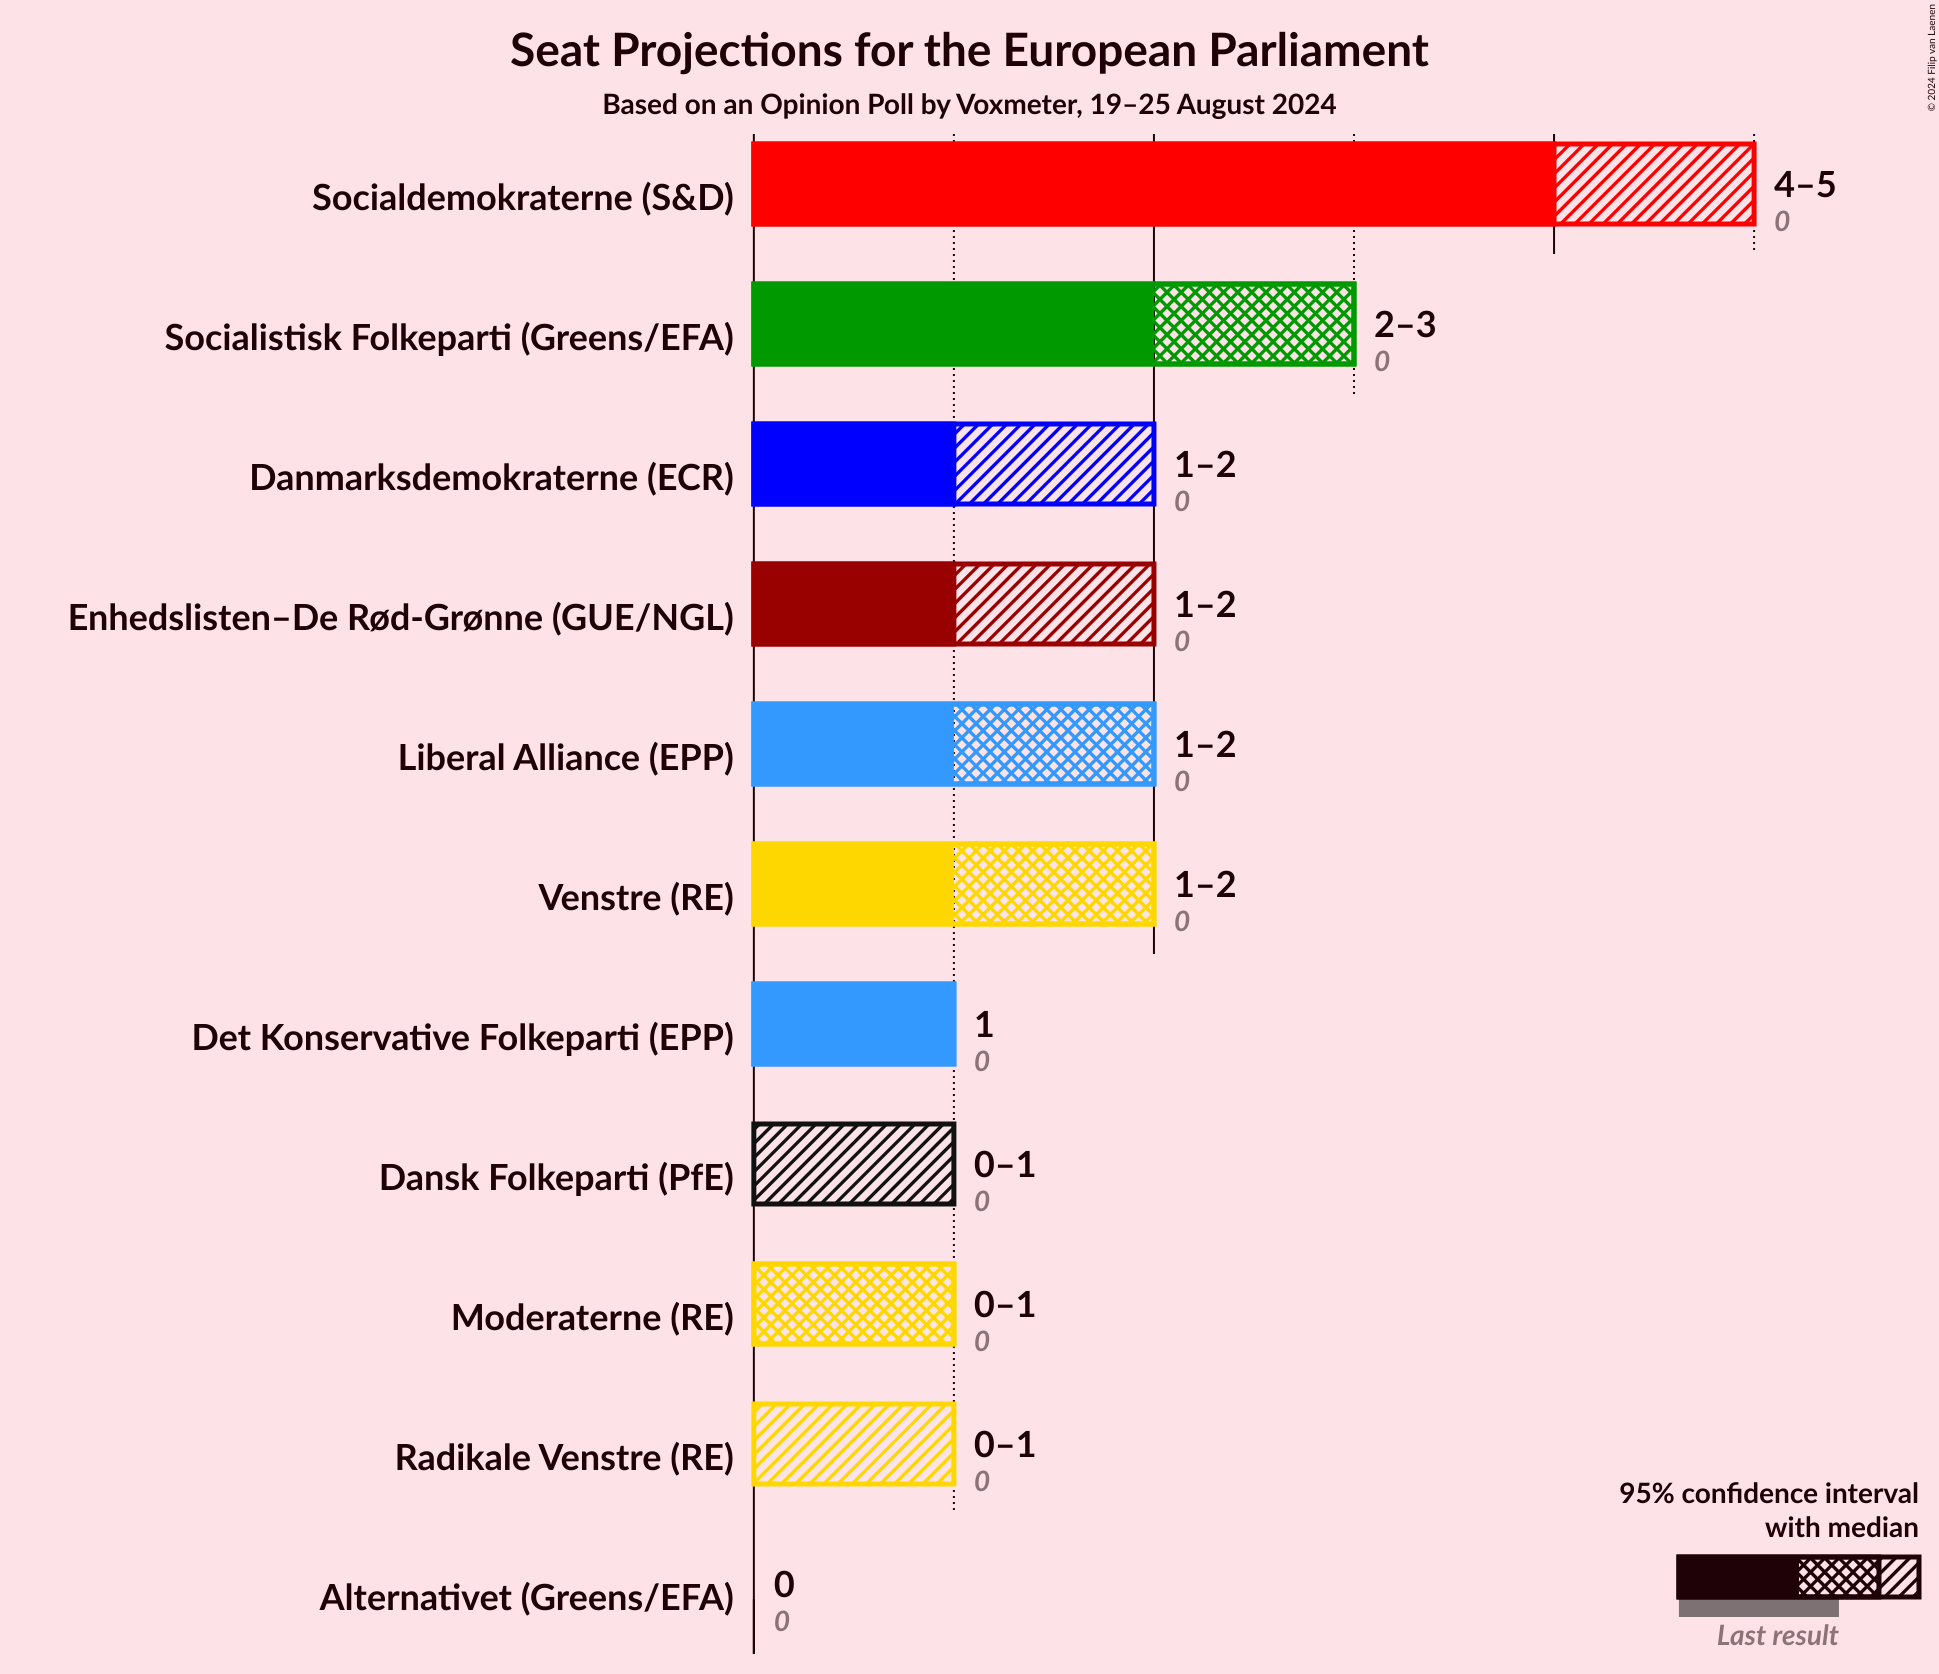 Seat Projections for the European Parliament
Based on an Opinion Poll by Voxmeter, 19–25 August 2024
© 2024 Filip van Laenen
Socialdemokraterne (S&D)
4–5
0
Socialistisk Folkeparti (Greens/EFA)
2–3
0
Danmarksdemokraterne (ECR)
1–2
0
Enhedslisten–De Rød-Grønne (GUE/NGL)
1–2
0
Liberal Alliance (EPP)
1–2
0
Venstre (RE)
1–2
0
Det Konservative Folkeparti (EPP)
1
0
Dansk Folkeparti (PfE)
0–1
0
Moderaterne (RE)
0–1
0
Radikale Venstre (RE)
0–1
0
Alternativet (Greens/EFA)
0
0
95% confidence interval
with median
Last result